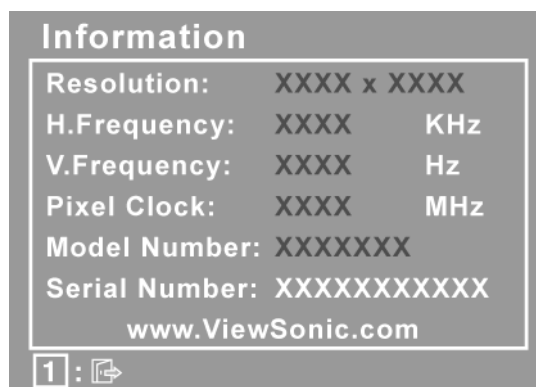 Information
Resolution: XXXX x XXXX
H.Frequency: XXXX KHz
V.Frequency: XXXX Hz
Pixel Clock: XXXX MHz
Model Number: XXXXXXX
Serial Number: XXXXXXXXXXX
www.ViewSonic.com
1 :